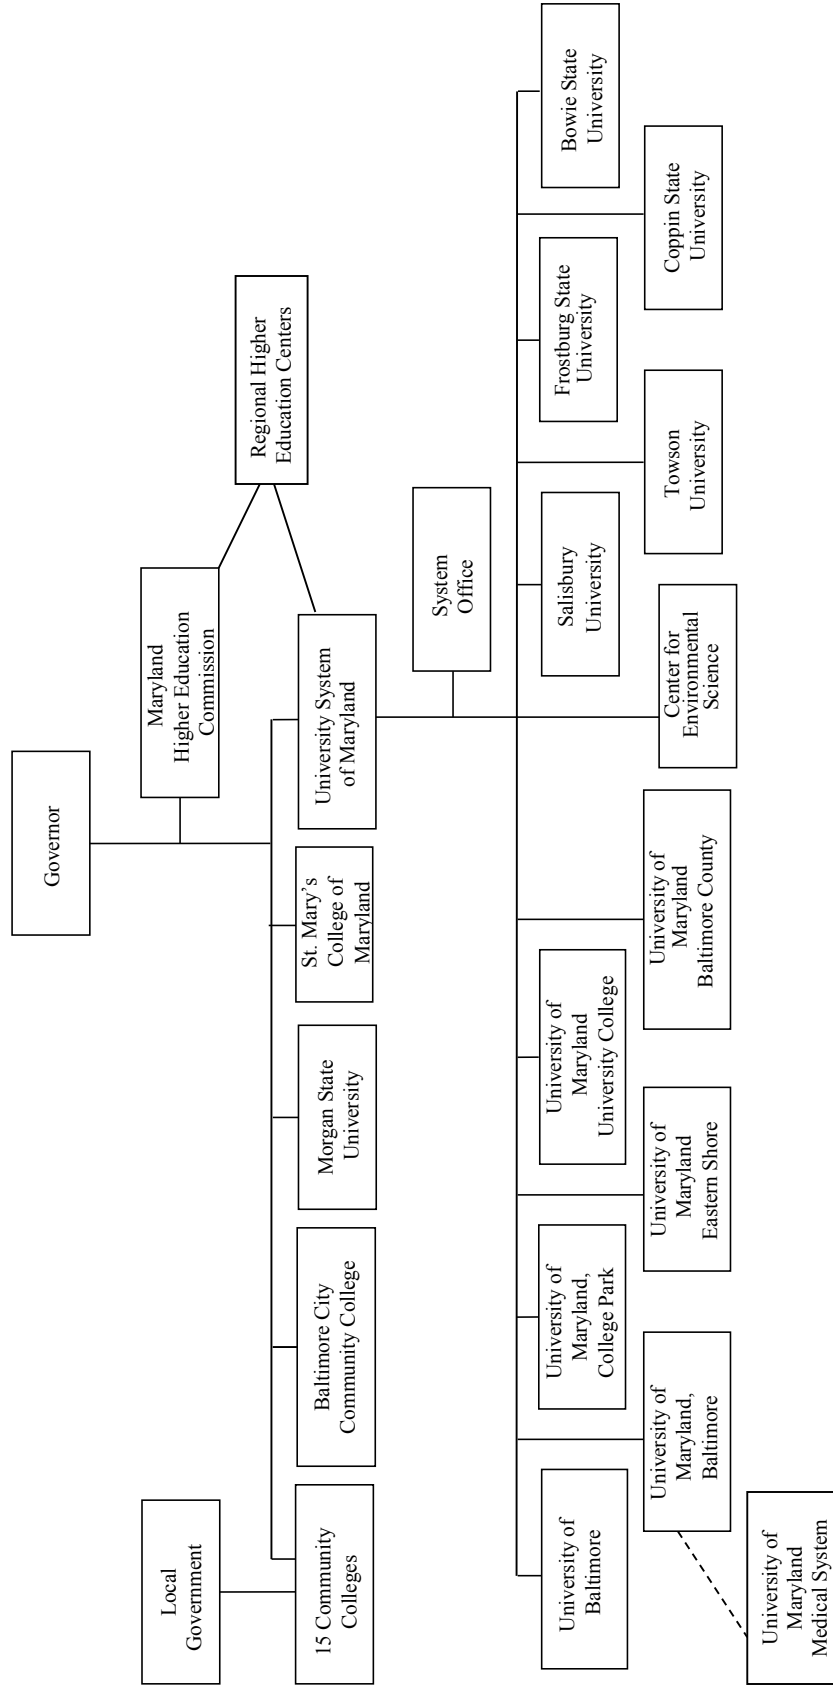 Governor
Local
Government
Maryland
Higher Education
Commission
Regional Higher
Education Centers
15 Community
Colleges
Baltimore City
Community College
Morgan State
University
St. Mary’s
College of
Maryland
University System
of Maryland
System
Office
University of
Baltimore
University of
Maryland,
College Park
University of
Maryland
University College
Salisbury
University
Frostburg State
University
Bowie State
University
University of
Maryland,
Baltimore
University of
Maryland
Eastern Shore
University of
Maryland
Baltimore County
Center for
Environmental
Science
Towson
University
Coppin State
University
University of
Maryland
Medical System